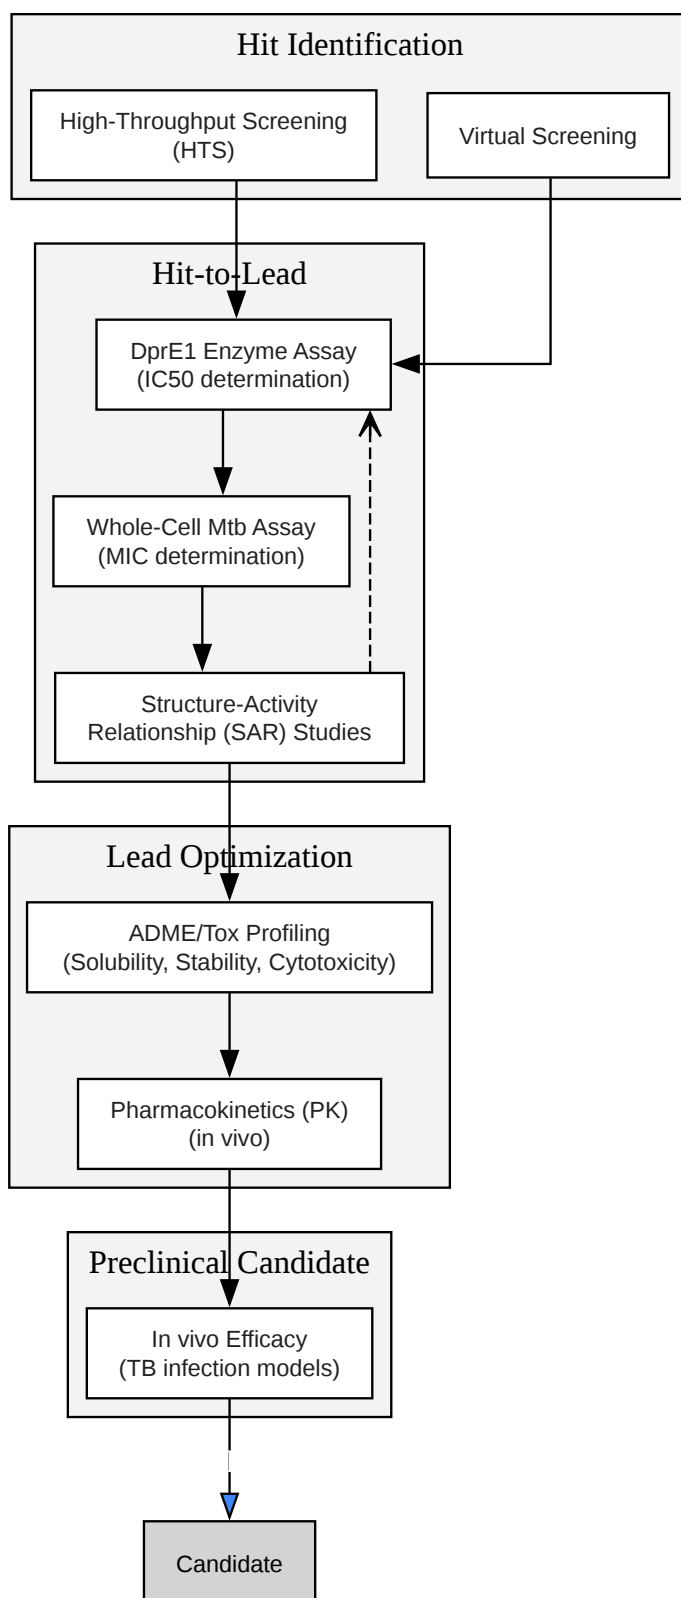 Hit Identification
High-Throughput Screening
(HTS)
Virtual Screening
Hit-to-Lead
DprE1 Enzyme Assay
(IC50 determination)
Whole-Cell Mtb Assay
(MIC determination)
Structure-Activity
Relationship (SAR) Studies
Lead Optimization
ADME/Tox Profiling
(Solubility, Stability, Cytotoxicity)
Pharmacokinetics (PK)
(in vivo)
Preclinical Candidate
In vivo Efficacy
(TB infection models)
Candidate